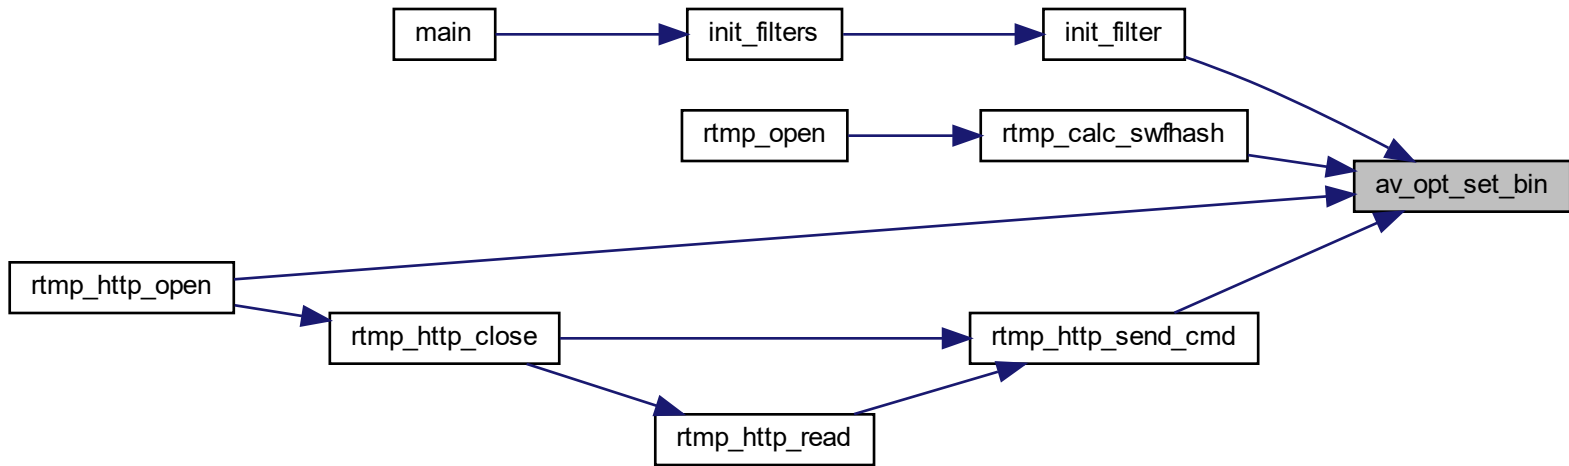 main
init_filters
init_filter
rtmp_open
rtmp_calc_swfhash
av_opt_set_bin
rtmp_http_open
rtmp_http_close
rtmp_http_send_cmd
rtmp_http_read